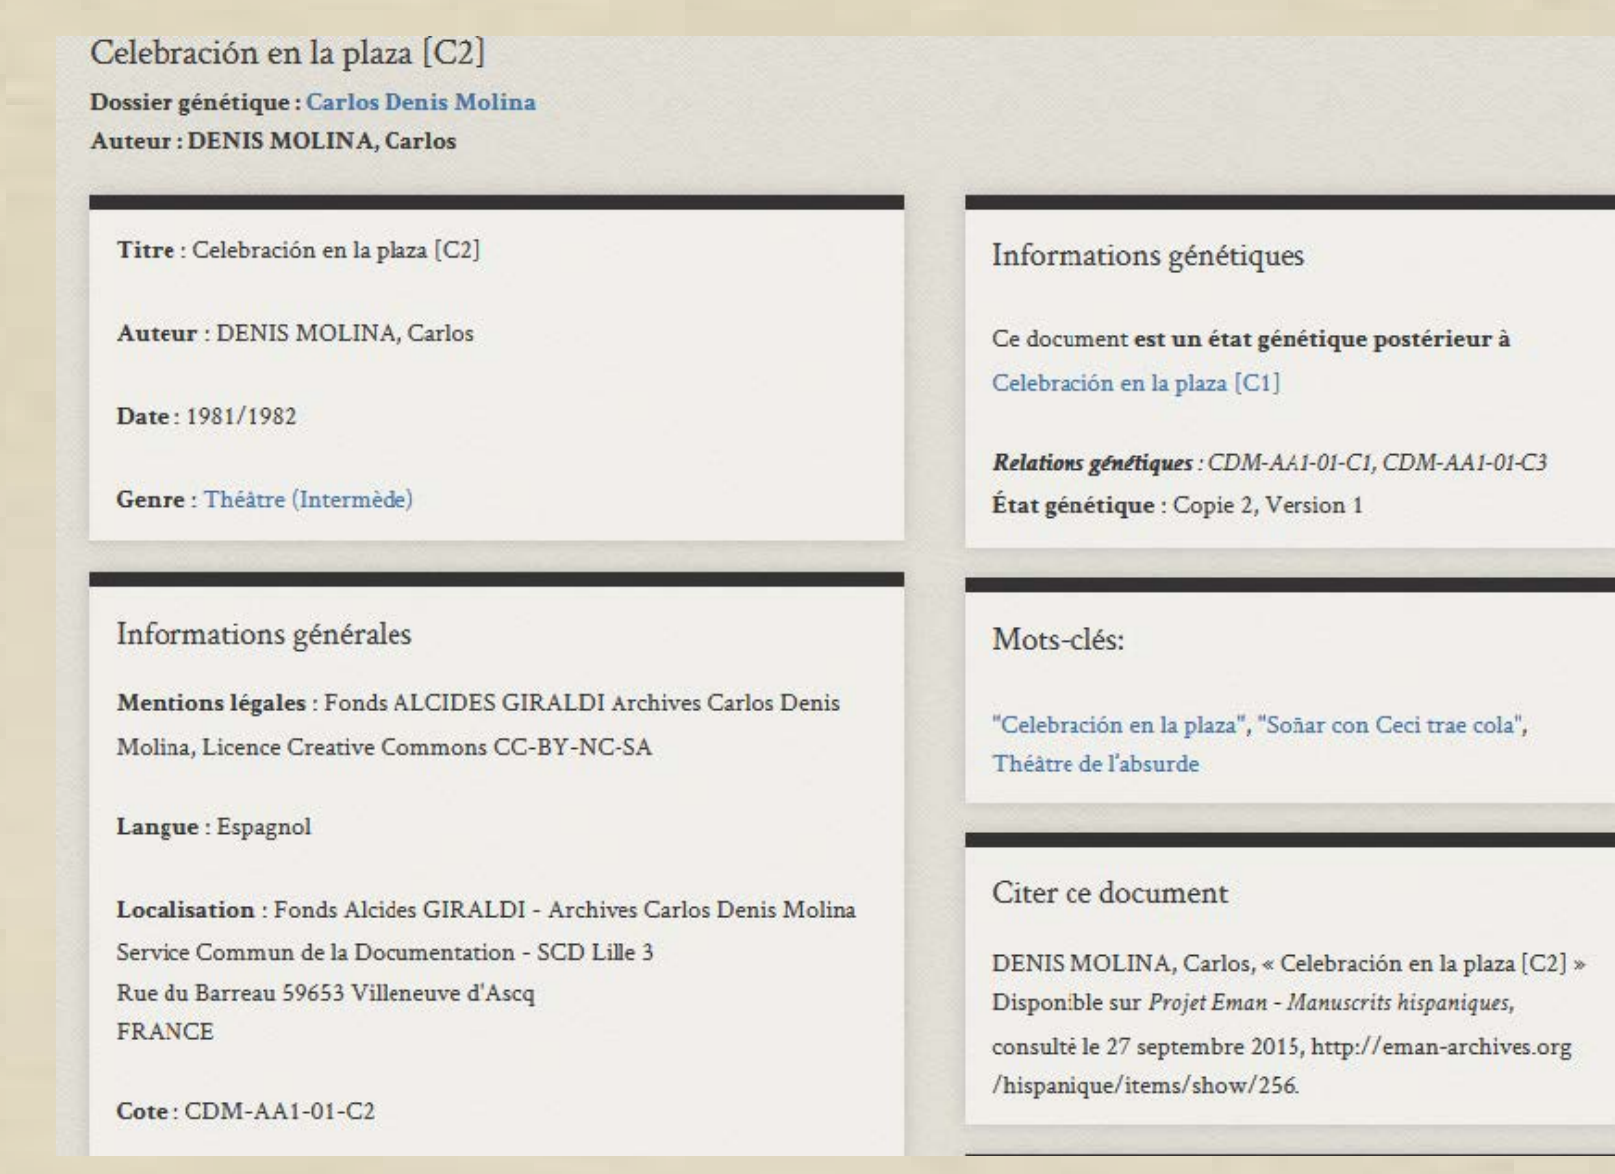 Celebración en la plaza [C2]
Dossier génétique : Carlos Denis Molina
Auteur : DENIS MOLINA, Carlos
Titre : Celebración en la plaza [C2]
Auteur : DENIS MOLINA, Carlos
Date : 1981/1982
Genre : Théâtre (Intermède)
Informations générales
Mentions légales : Fonds ALCIDES GIRALDI Archives Carlos Denis
Molina, Licence Creative Commons CC-BY-NC-SA
Langue : Espagnol
Localisation : Fonds Alcides GIRALDI - Archives Carlos Denis Molina
Service Commun de la Documentation - SCD Lille 3
Rue du Barreau 59653 Villeneuve d'Ascq
FRANCE
Cote : CDM-AA1-01-C2
Informations génétiques
Ce document est un état génétique postérieur à
Celebración en la plaza [C1]
Relations génétiques : CDM-AA1-01-C1, CDM-AA1-01-C3
État génétique : Copie 2, Version 1
Mots-clés:
"Celebración en la plaza", "Soñar con Ceci trae cola",
Théâtre de l'absurde
Citer ce document
DENIS MOLINA, Carlos, « Celebración en la plaza [C2] »
Disponible sur Projet Eman - Manuscrits hispaniques,
consulté le 27 septembre 2015, http://eman-archives.org
/hispanique/items/show/256.